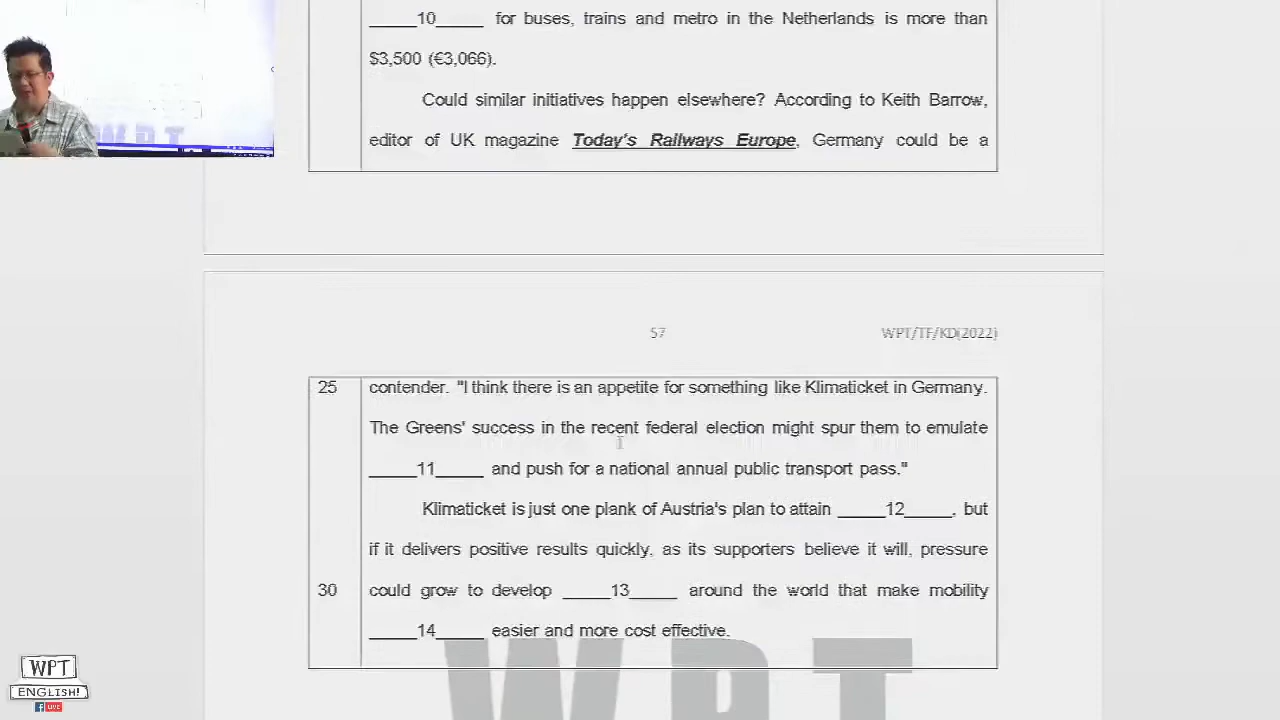 _____10_____ for buses, trains and metro in the Netherlands is more than
$3,500 (€3,066).
Could similar initiatives happen elsewhere? According to Keith Barrow,
editor of UK magazine Today's Railways Europe, Germany could be a
57 WPT/TF/KD(2022)
25 contender. "I think there is an appetite for something like Klimaticket in Germany.
The Greens' success in the recent federal election might spur them to emulate
_____11_____ and push for a national annual public transport pass."
Klimaticket is just one plank of Austria's plan to attain _____12_____, but
if it delivers positive results quickly, as its supporters believe it will, pressure
30 could grow to develop _____13_____ around the world that make mobility
_____14_____ easier and more cost effective.
WPT
WPT
ENGLISH!
f LIVE